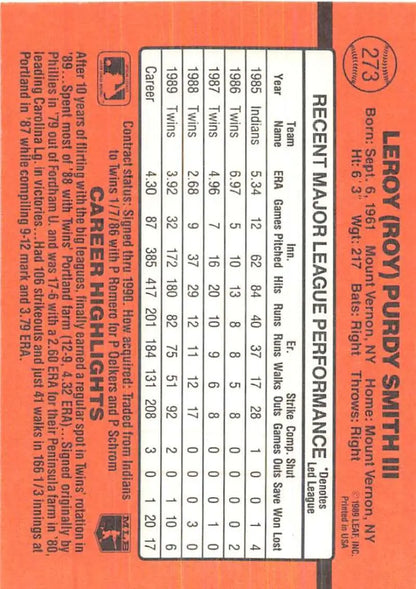 273
LEROY (ROY) PURDY SMITH III
Born: Sept. 6, 1961 Mount Vernon, NY Home: Mount Vernon, NY
Ht: 6' 3" Wgt: 217 Bats: Right Throws: Right
© 1989 LEAF, INC.
Printed in USA
RECENT MAJOR LEAGUE PERFORMANCE *Denotes Led League
Year Team Name ERA Games Inn. Pitched Hits Runs Er. Runs Walks Strike Outs Comp. Games Shut Outs Save Won Lost
1985 Indians 5.34 12 62 84 40 37 17 28 1 0 0 1 4
1986 Twins 6.97 5 10 13 8 8 5 8 0 0 0 0 2
1987 Twins 4.96 7 16 20 10 9 6 8 0 0 0 1 0
1988 Twins 2.68 9 37 29 12 11 12 17 0 0 0 3 0
1989 Twins 3.92 32 172 180 82 75 51 92 2 0 1 10 6
Career 4.30 87 385 417 201 184 131 208 3 0 1 20 17
Contract status: Signed thru 1990. How acquired: Traded from Indians
to Twins 1/7/86 with P Romero for P Oelkers and P Schrom
CAREER HIGHLIGHTS
MLB
After 10 years of flirting with the big leagues, finally earned a regular spot in Twins' rotation in
'89...Spent most of '88 with Twins' Portland farm (12-9, 4.32 ERA)...Signed originally by
Phillies in '79 out of Fordham U. and was 17-6 with a 2.60 ERA for their Peninsula farm in '80,
leading Carolina Lg. in victories...Had 106 strikeouts and just 41 walks in 166 1/3 innings at
Portland in '87 while compiling 9-12 mark and 3.79 ERA.